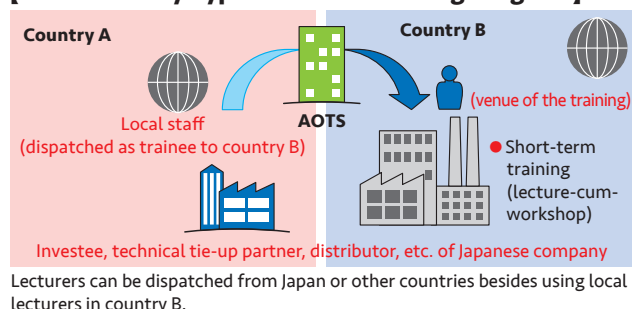 Country A
Country B
Local staff
(dispatched as trainee to country B)
AOTS
(venue of the training)
● Short-term
training
(lecture-cum-
workshop)
Investee, technical tie-up partner, distributor, etc. of Japanese company
Lecturers can be dispatched from Japan or other countries besides using local
lecturers in country B.